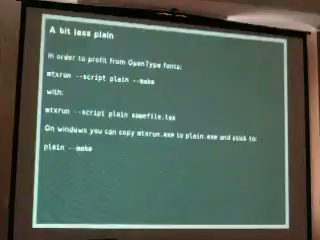 A bit less plain
In order to profit from OpenType fonts:
mtxrun --script plain --make
with:
mtxrun --script plain somefile.tex
On windows you can copy mtxrun.exe to plain.exe and stick to:
plain --make